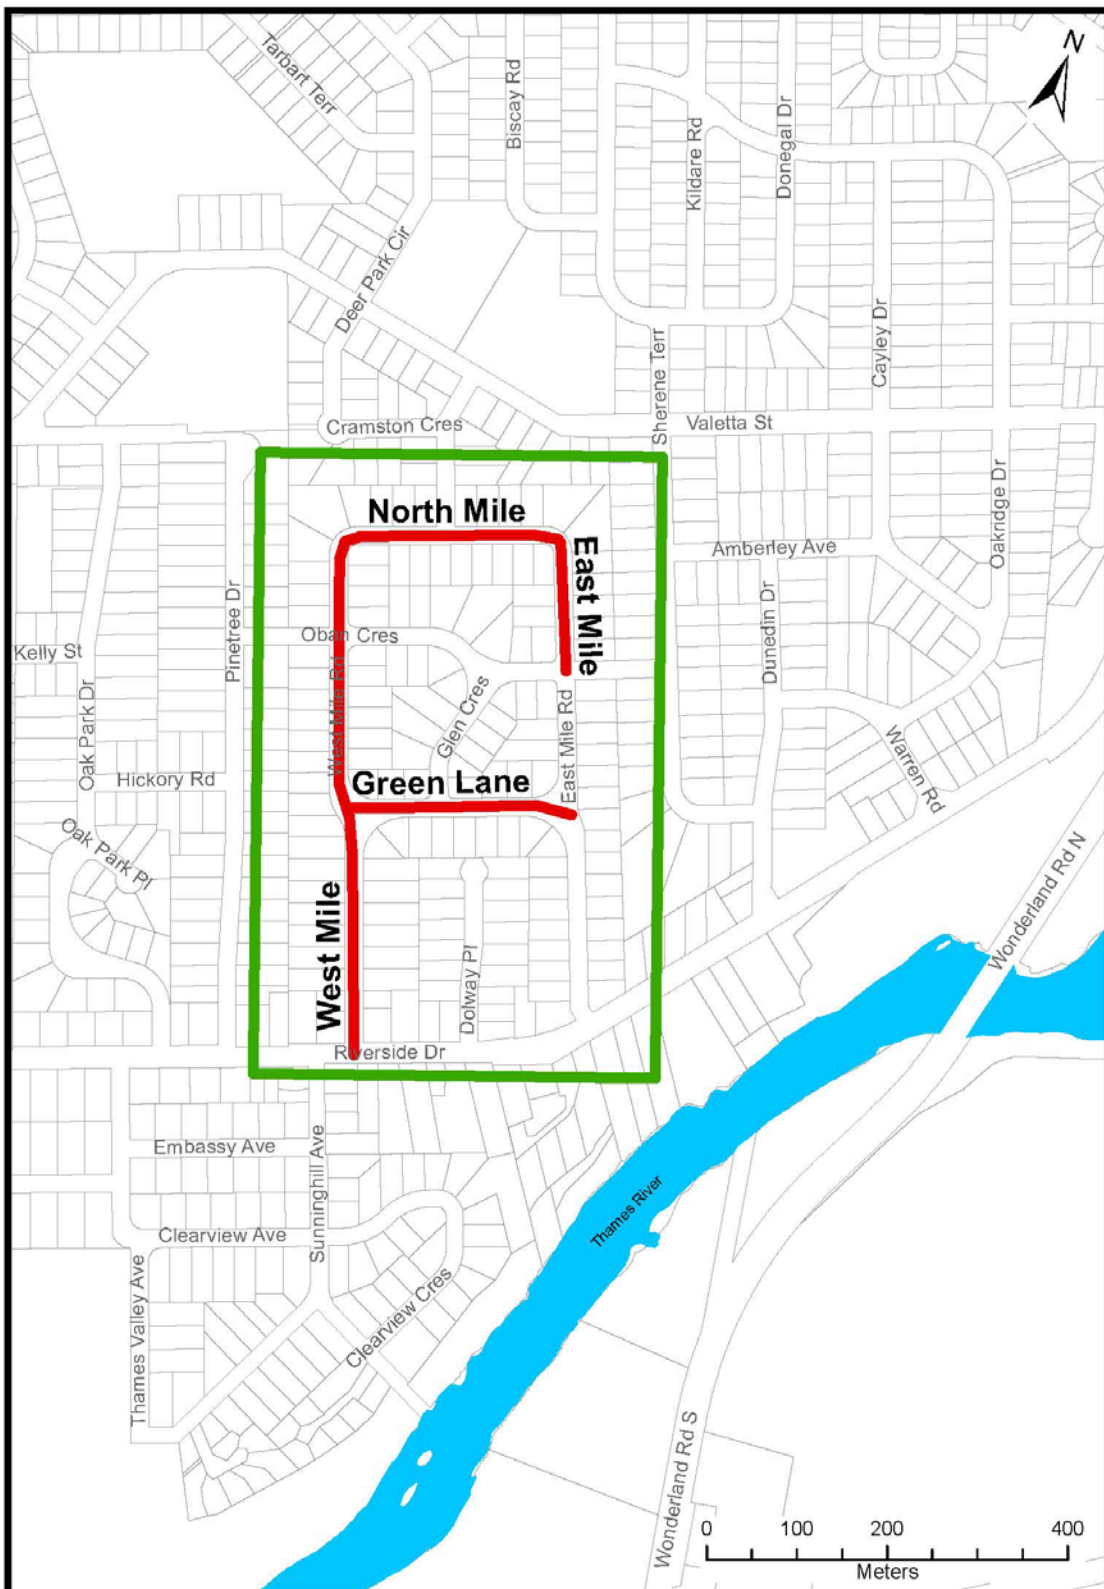 N
Tarbart Terr
Biscay Rd
Kildare Rd
Donegal Dr
Deer Park Cir
Cayley Dr
Sherene Terr
Cramston Cres
Valetta St
Oakridge Dr
North Mile
East Mile
Amberley Ave
Dunedin Dr
Pinetree Dr
Oban Cres
Kelly St
West Mile Rd
Oak Park Dr
Glen Cres
East Mile Rd
Warren Rd
Hickory Rd
Green Lane
Oak Park Pl
West Mile
Dolway Pl
Wonderland Rd N
Riverside Dr
Embassy Ave
Sunninghill Ave
Thames River
Clearview Ave
Thames Valley Ave
Clearview Cres
Wonderland Rd S
0 100 200 400
Meters